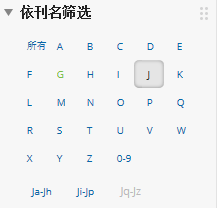 依刊名筛选
所有 A B C D E
F G H I J K
L M N O P Q
R S T U V W
X Y Z 0-9
Ja-Jh Ji-Jp Jq-Jz